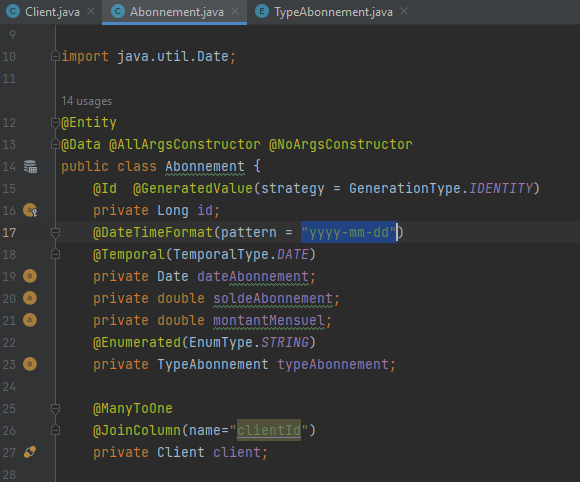 Client.java × Abonnement.java × TypeAbonnement.java ×
9
10 import java.util.Date;
11
14 usages
12 @Entity
13 @Data @AllArgsConstructor @NoArgsConstructor
14 public class Abonnement {
15 @Id @GeneratedValue(strategy = GenerationType.IDENTITY)
16 private Long id;
17 @DateTimeFormat(pattern = "yyyy-mm-dd")
18 @Temporal(TemporalType.DATE)
19 private Date dateAbonnement;
20 private double soldeAbonnement;
21 private double montantMensuel;
22 @Enumerated(EnumType.STRING)
23 private TypeAbonnement typeAbonnement;
24
25 @ManyToOne
26 @JoinColumn(name="clientId")
27 private Client client;
28